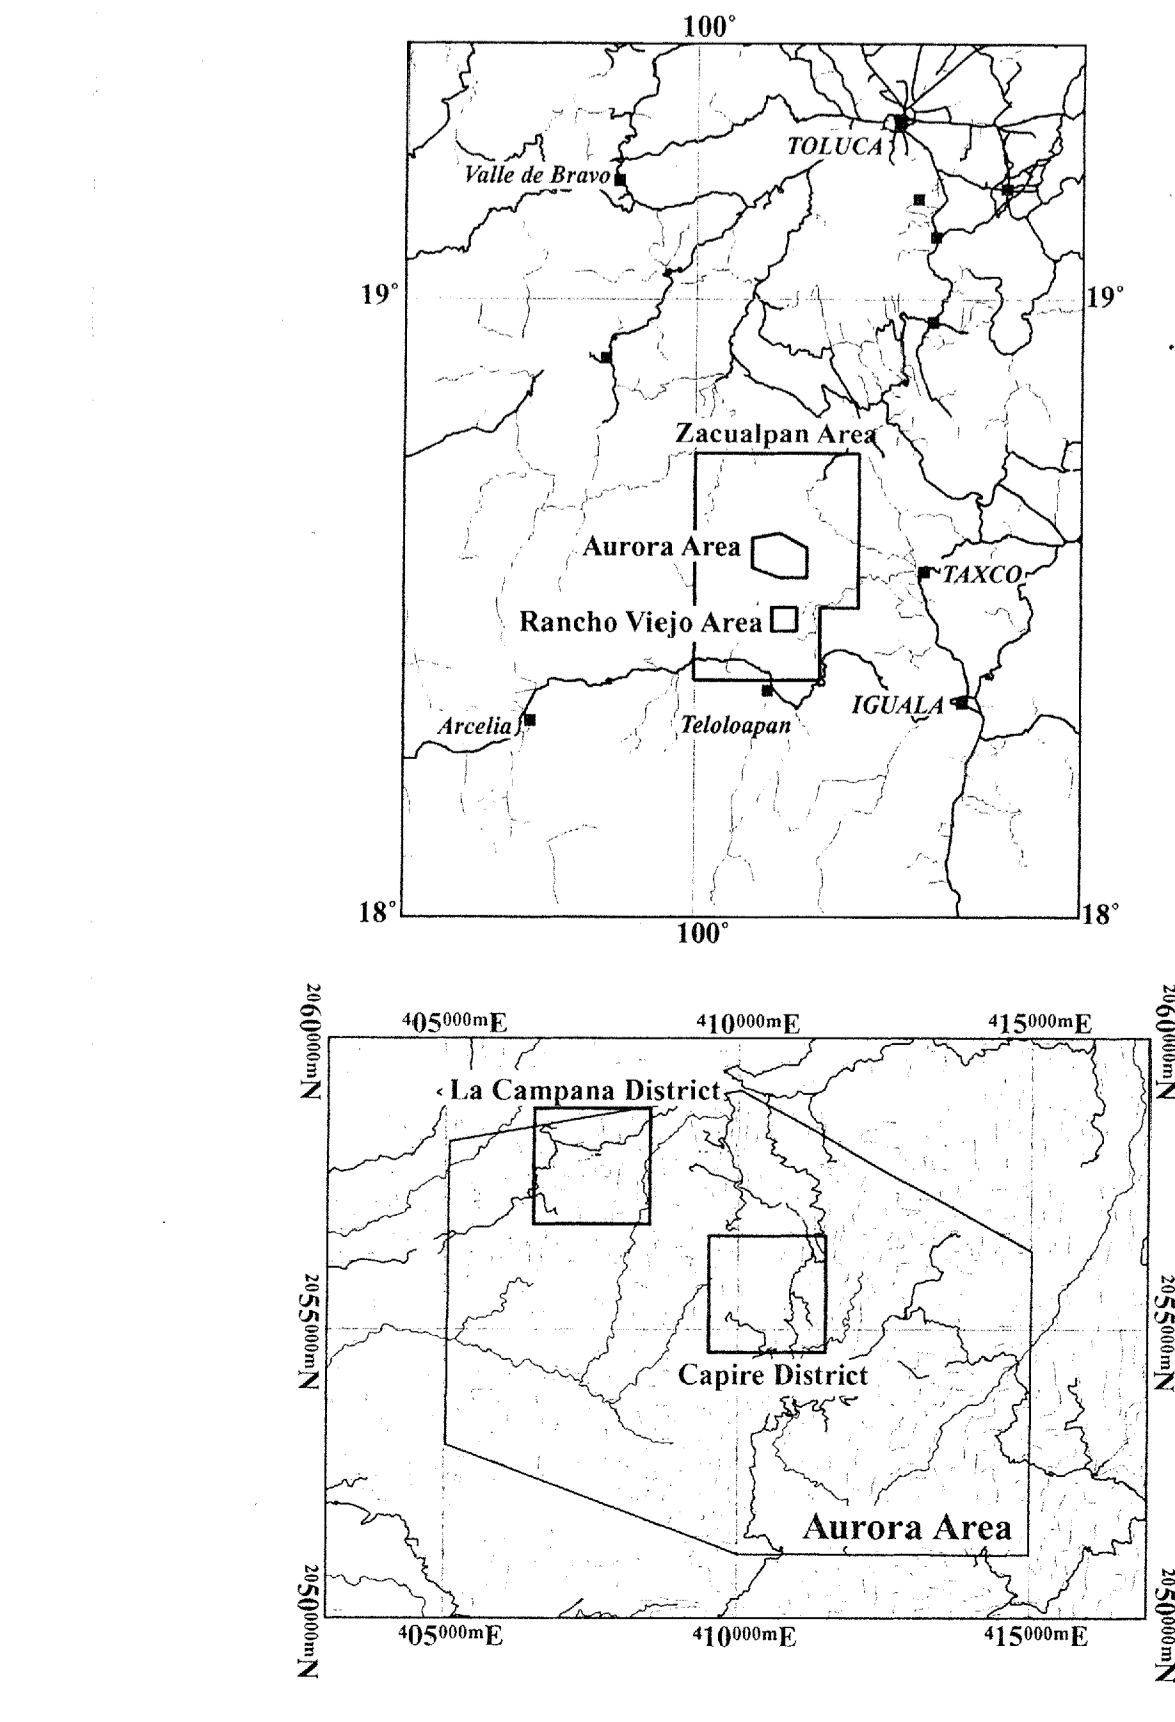 100°
TOLUCA
Valle de Bravo
19° 19°
Zacualpan Area
Aurora Area
TAXCO
Rancho Viejo Area
IGUALA
Arcelia
Teloloapan
18° 18°
100°
2060000mN 2060000mN
405000mE 410000mE 415000mE
La Campana District
2055000mN 2055000mN
Capire District
Aurora Area
2050000mN 2050000mN
405000mE 410000mE 415000mE